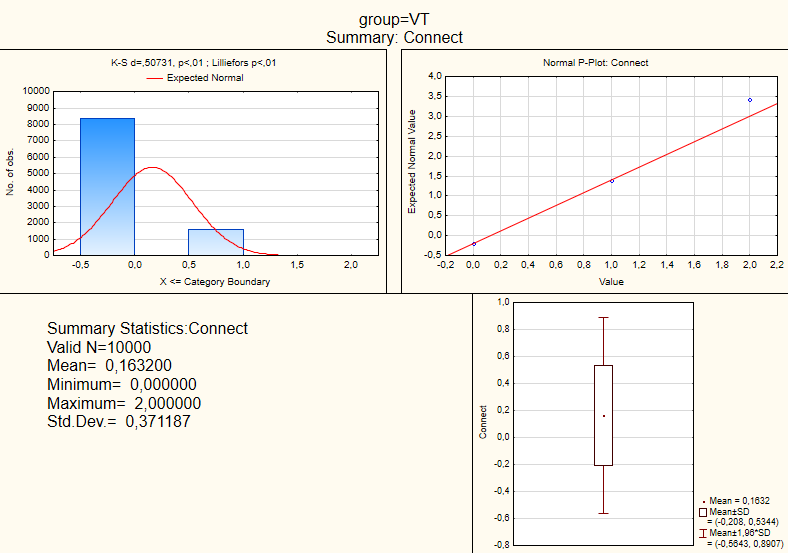 group=VT
Summary: Connect
K-S d=,50731, p<,01 ; Lilliefors p<,01
Expected Normal
10000
9000
8000
7000
6000
5000
4000
3000
2000
1000
0
No. of obs.
-0,5 0,0 0,5 1,0 1,5 2,0
X <= Category Boundary
Normal P-Plot: Connect
4,0
3,5
3,0
2,5
2,0
1,5
1,0
0,5
0,0
-0,5
Expected Normal Value
-0,2 0,0 0,2 0,4 0,6 0,8 1,0 1,2 1,4 1,6 1,8 2,0 2,2
Value
Summary Statistics:Connect
Valid N=10000
Mean= 0,163200
Minimum= 0,000000
Maximum= 2,000000
Std.Dev.= 0,371187
1,0
0,8
0,6
0,4
0,2
0,0
-0,2
-0,4
-0,6
-0,8
Connect
Mean = 0,1632
Mean±SD
= (-0,208, 0,5344)
Mean±1,96*SD
= (-0,5643, 0,8907)